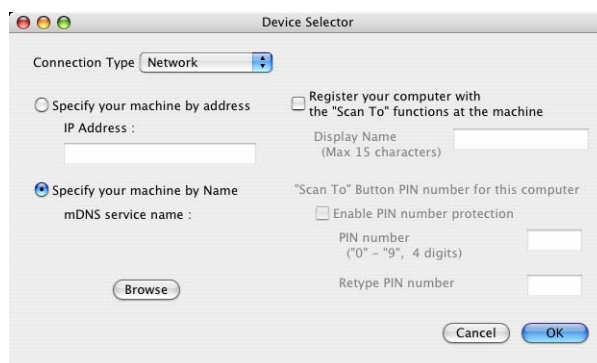 Device Selector
Connection Type Network
Specify your machine by address
IP Address :
Specify your machine by Name
mDNS service name :
Browse
Register your computer with
the "Scan To" functions at the machine
Display Name
(Max 15 characters)
"Scan To" Button PIN number for this computer
Enable PIN number protection
PIN number
("0" - "9", 4 digits)
Retype PIN number
Cancel OK